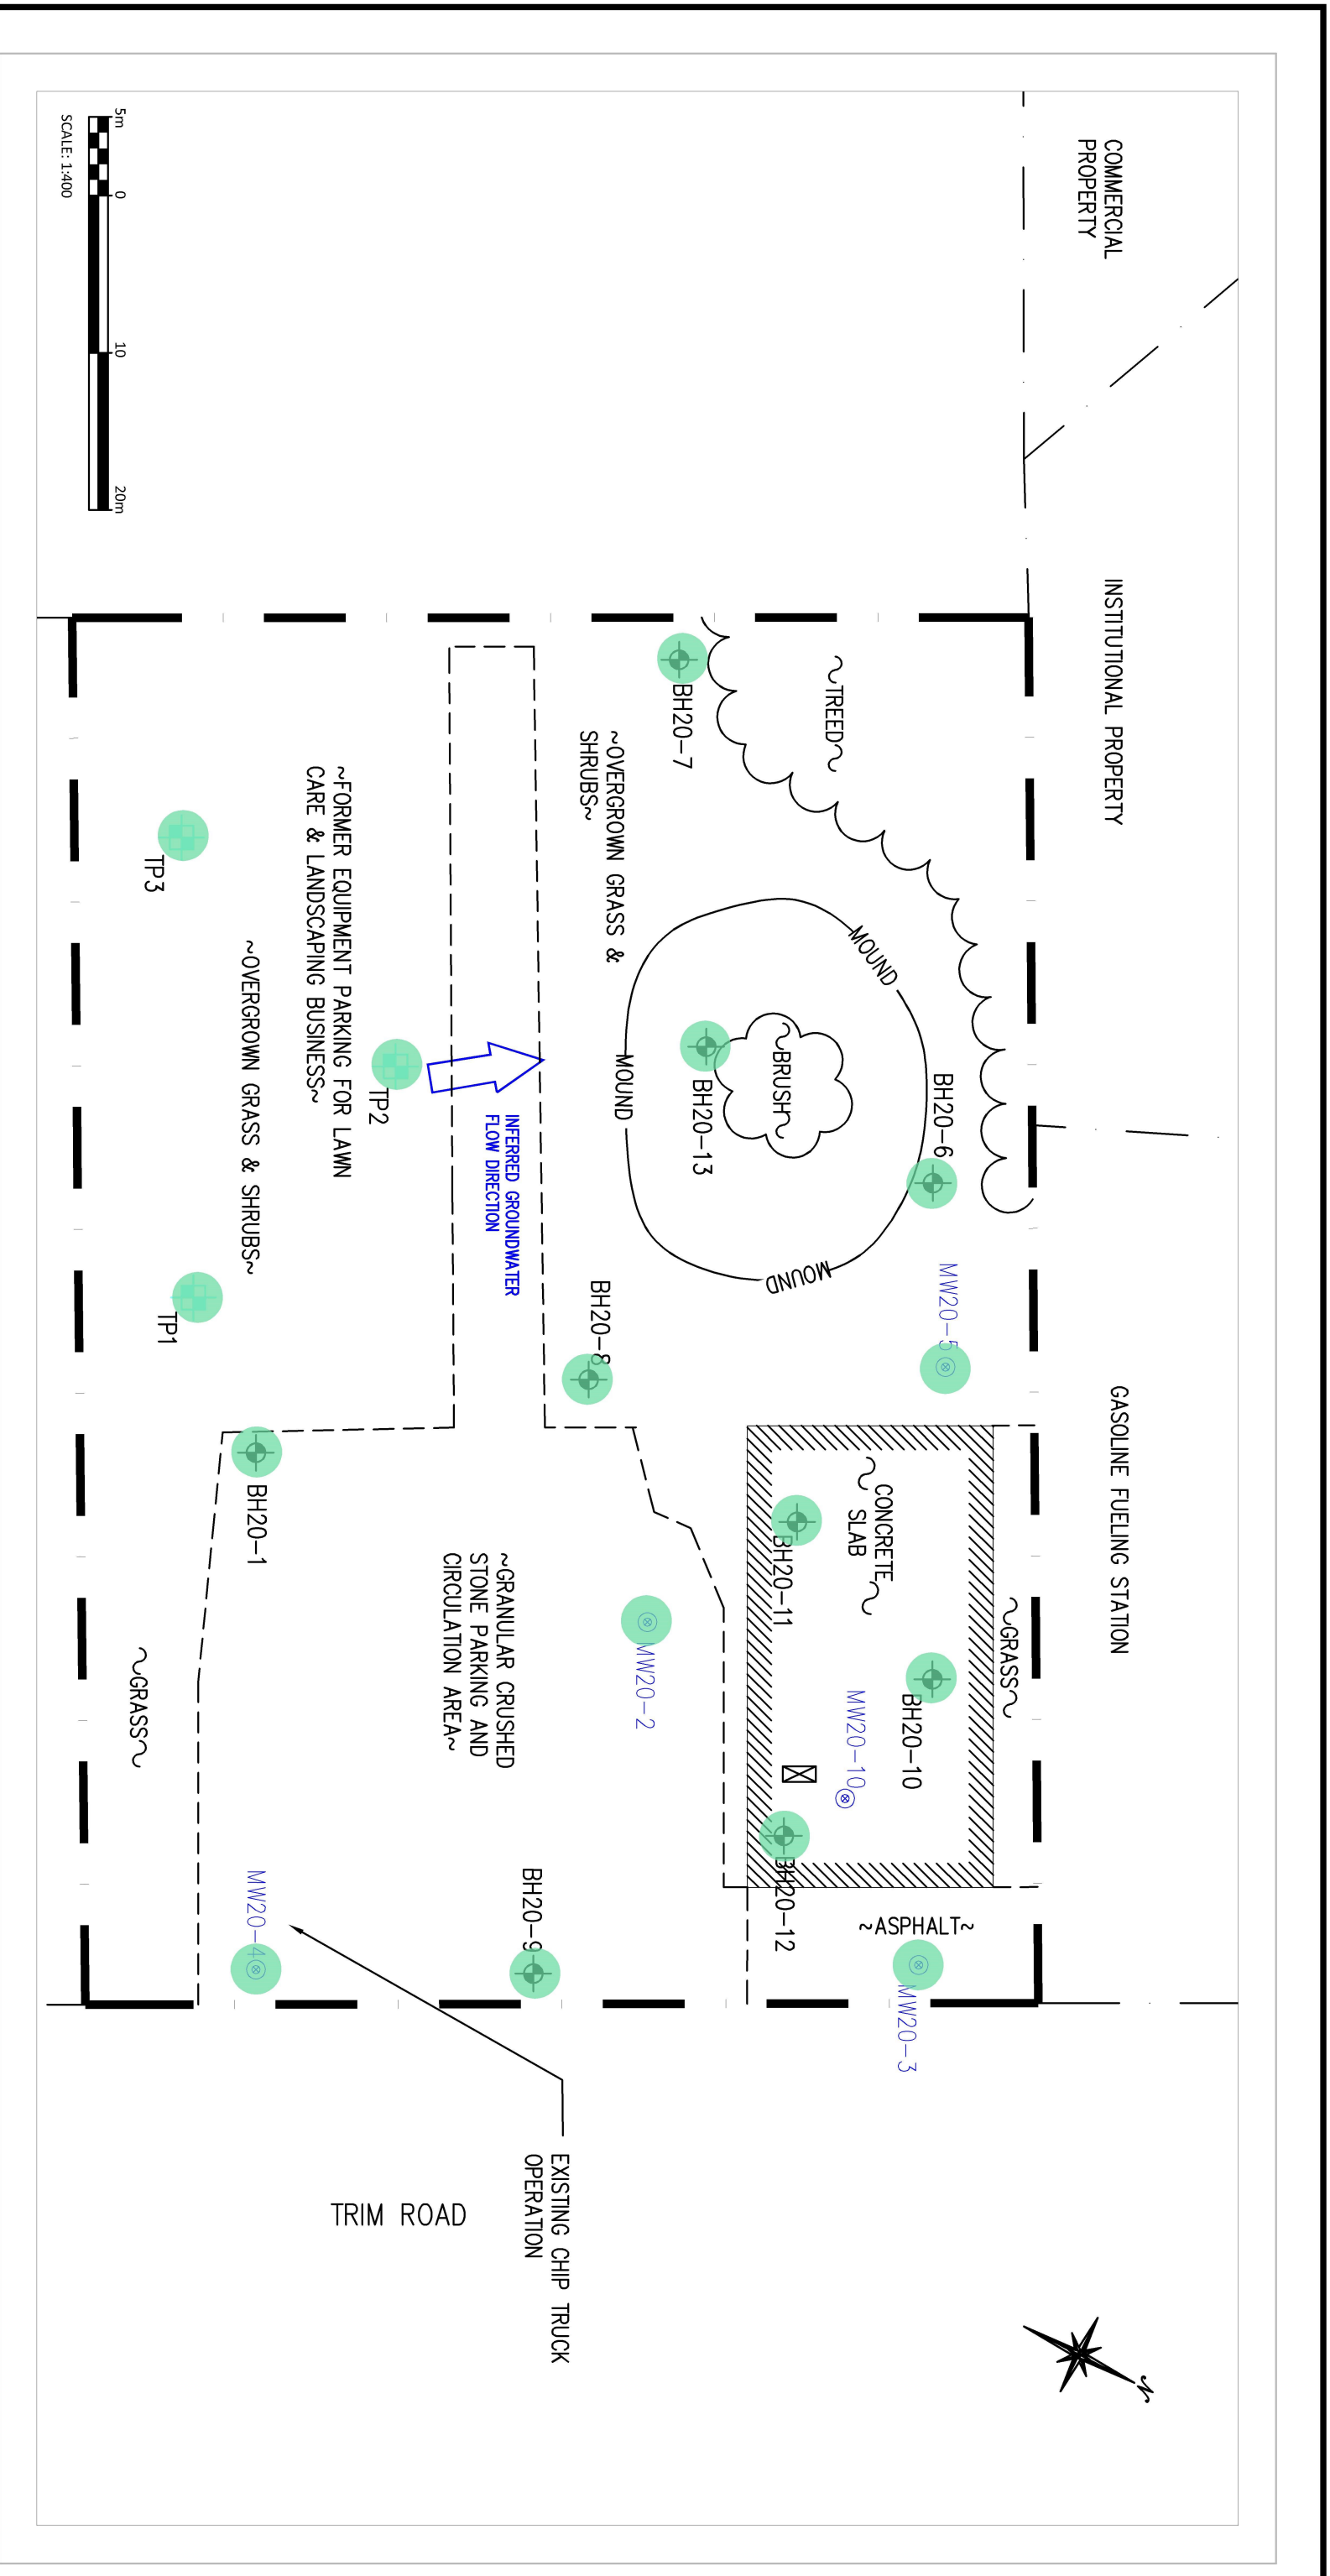 COMMERCIAL
PROPERTY
INSTITUTIONAL PROPERTY
GASOLINE FUELING STATION
~TREED~
MOUND
BH20-6
MW20-5
~GRASS~
BH20-7
~BRUSH~
BH20-13
MOUND
MOUND
CONCRETE
SLAB
BH20-10
MW20-10
BH20-11
BH20-12
~ASPHALT~
MW20-3
~OVERGROWN GRASS &
SHRUBS~
BH20-8
MW20-2
INFERRED GROUNDWATER
FLOW DIRECTION
~GRANULAR CRUSHED
STONE PARKING AND
CIRCULATION AREA~
BH20-9
EXISTING CHIP TRUCK
OPERATION
~FORMER EQUIPMENT PARKING FOR LAWN
CARE & LANDSCAPING BUSINESS~
TP2
TRIM ROAD
~OVERGROWN GRASS & SHRUBS~
BH20-1
MW20-4
TP3
TP1
~GRASS~
5m 0 10 20m
SCALE: 1:400
N